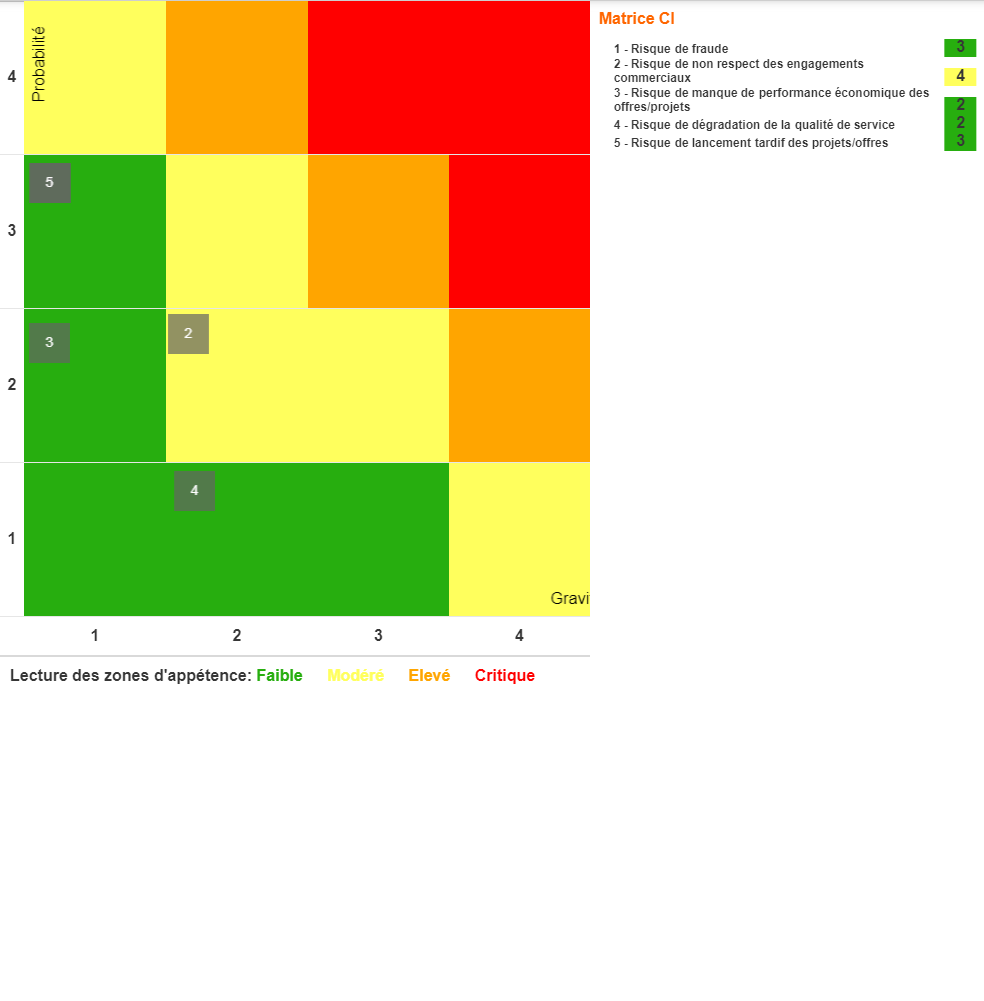 Matrice CI
1 - Risque de fraude 3
2 - Risque de non respect des engagements
commerciaux 4
3 - Risque de manque de performance économique des
offres/projets 2
4 - Risque de dégradation de la qualité de service 2
5 - Risque de lancement tardif des projets/offres 3
Probabilité
4
5
3
3
2
2
4
1
Gravi
1 2 3 4
Lecture des zones d'appétence: Faible Modéré Elevé Critique